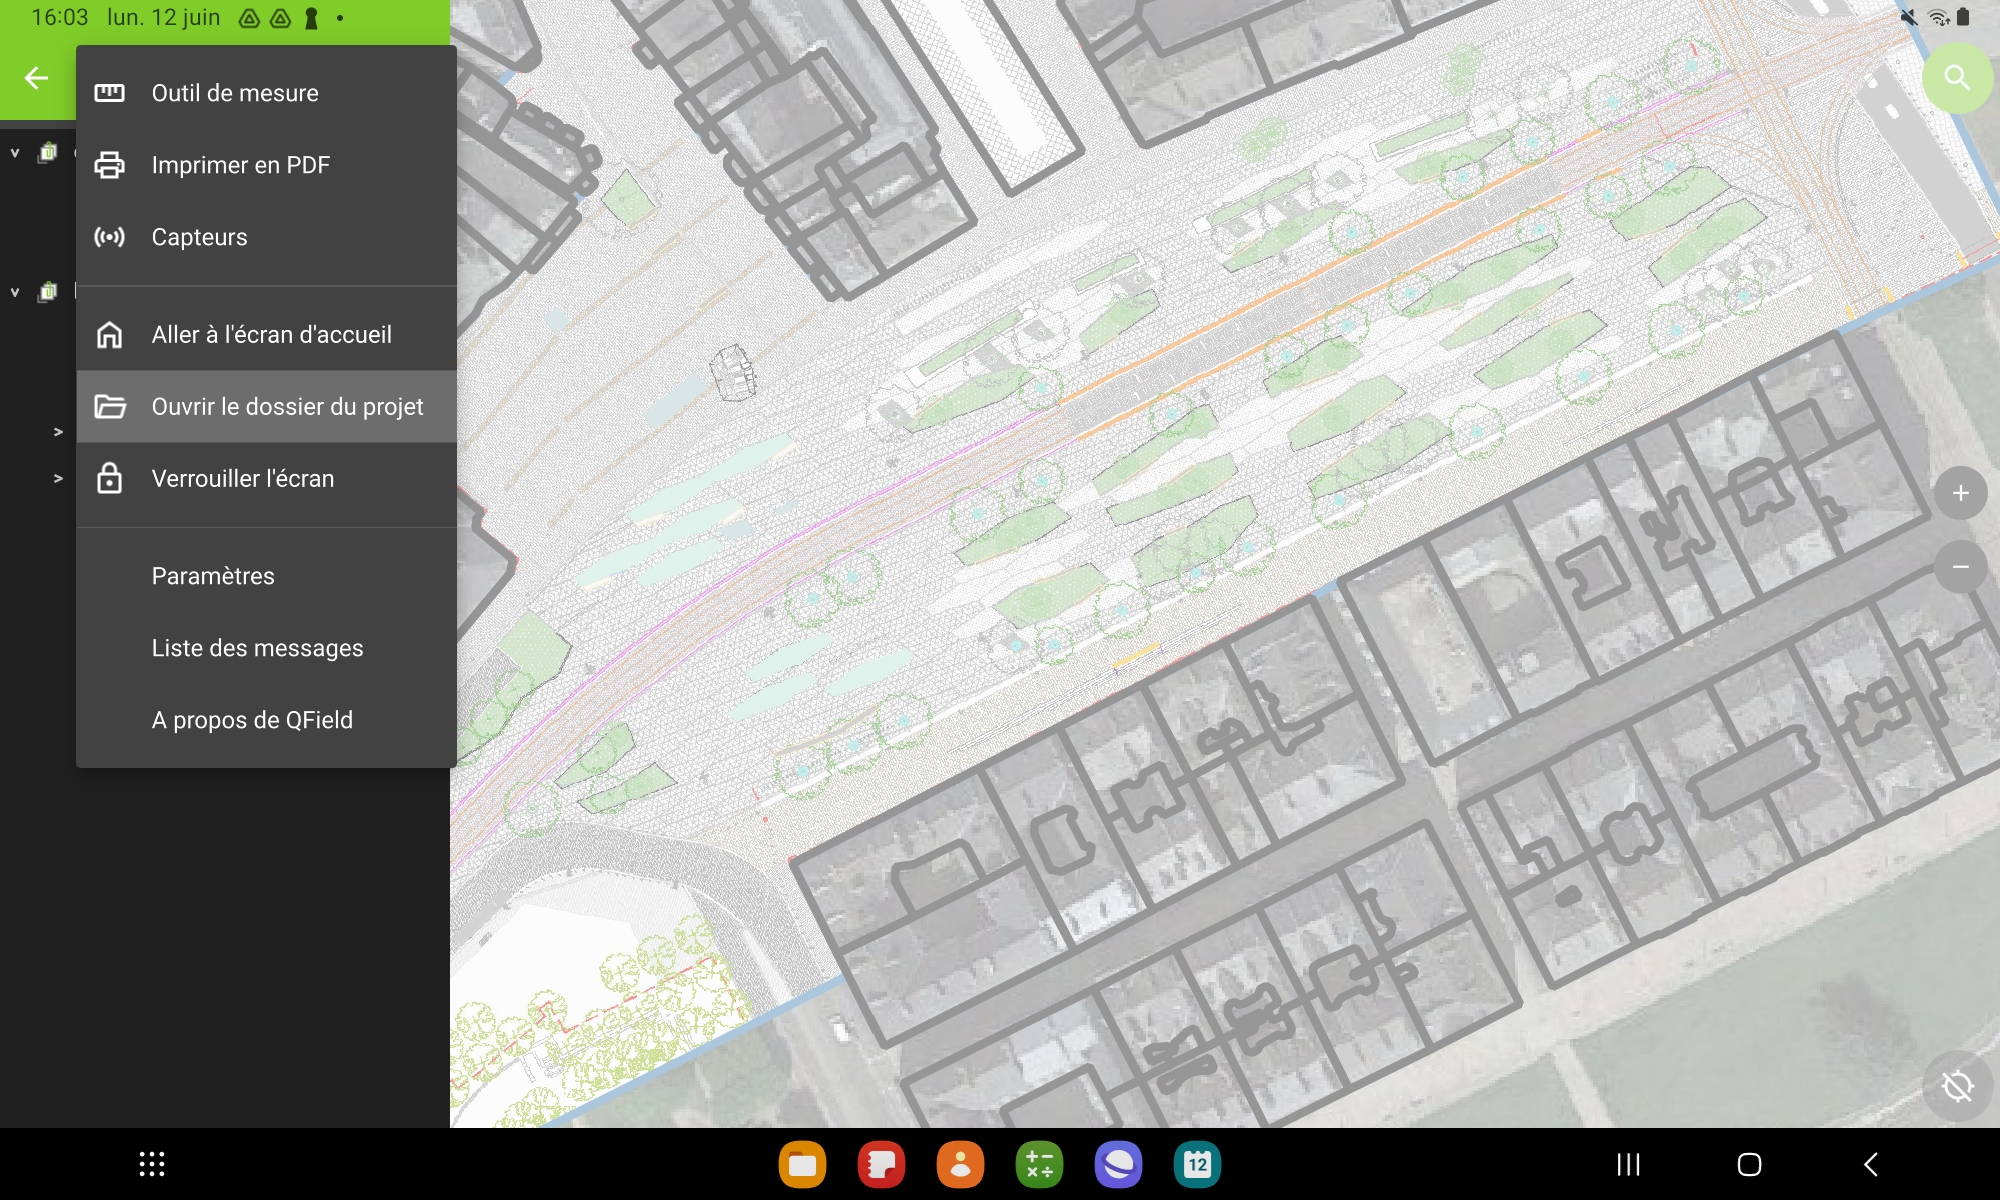 16:03 lun. 12 juin
Outil de mesure
Imprimer en PDF
Capteurs
Aller à l'écran d'accueil
Ouvrir le dossier du projet
Verrouiller l'écran
Paramètres
Liste des messages
A propos de QField
12